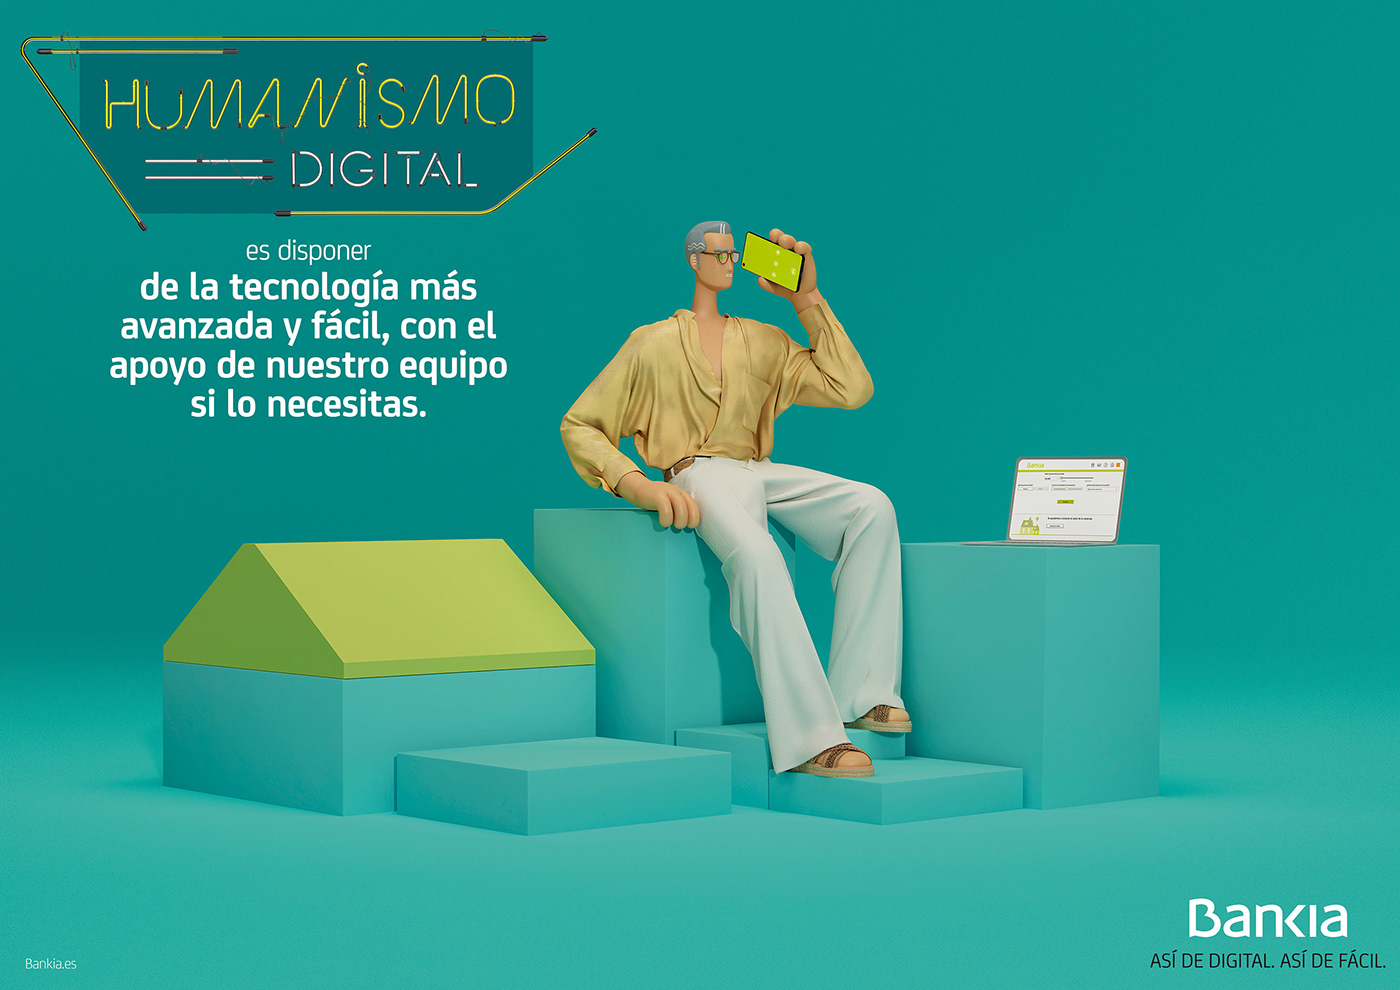 HUMANISMO
DIGITAL
es disponer
de la tecnología más
avanzada y fácil, con el
apoyo de nuestro equipo
si lo necesitas.
Bankia
Bankia
ASÍ DE DIGITAL. ASÍ DE FÁCIL.
Bankia.es